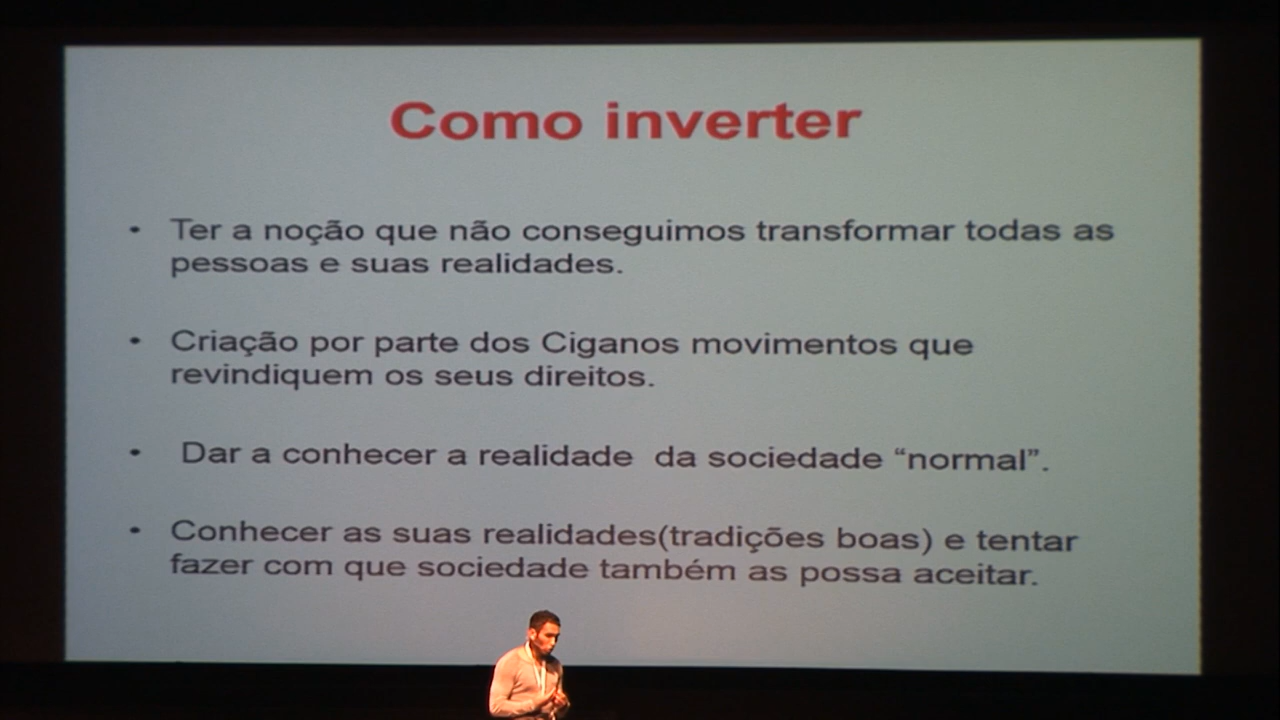 Como inverter
• Ter a noção que não conseguimos transformar todas as
pessoas e suas realidades.
• Criação por parte dos Ciganos movimentos que
revindiquem os seus direitos.
• Dar a conhecer a realidade da sociedade “normal”.
• Conhecer as suas realidades(tradições boas) e tentar
fazer com que sociedade também as possa aceitar.